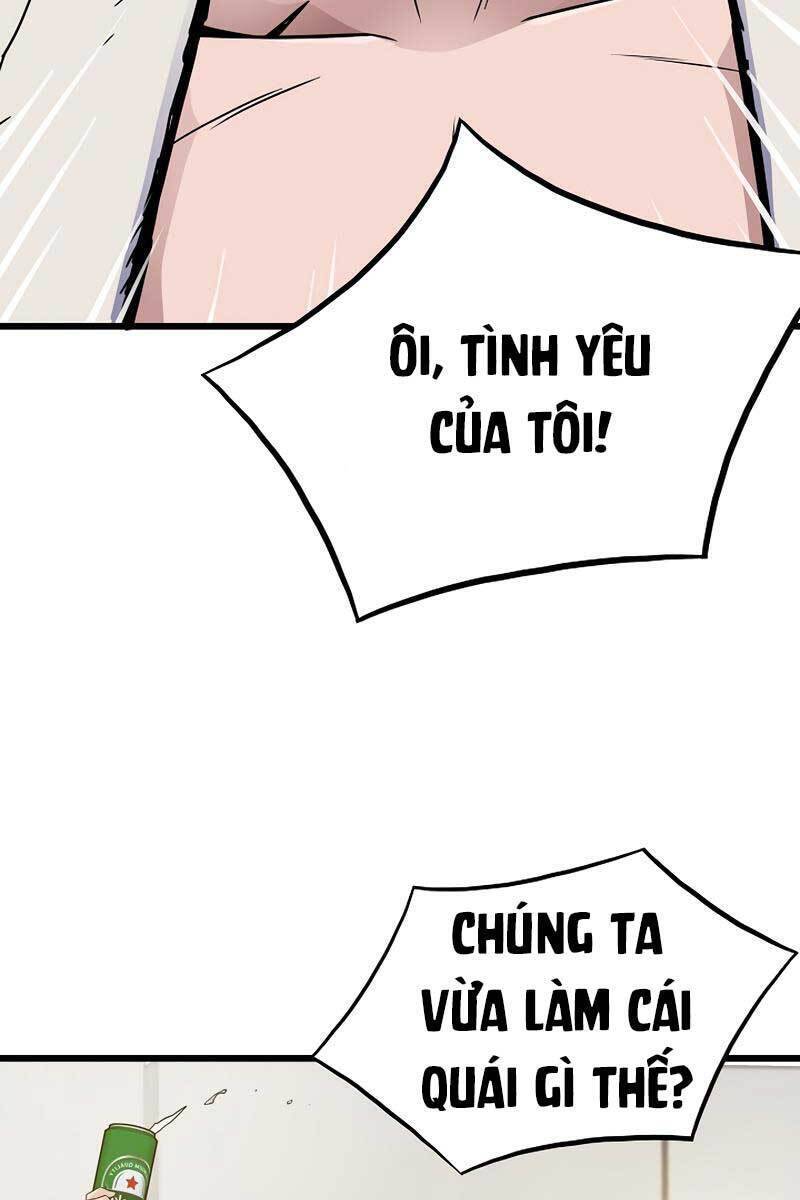 ÔI, TÌNH YÊU
CỦA TÔI!
CHÚNG TA
VỪA LÀM CÁI
QUÁI GÌ THẾ?